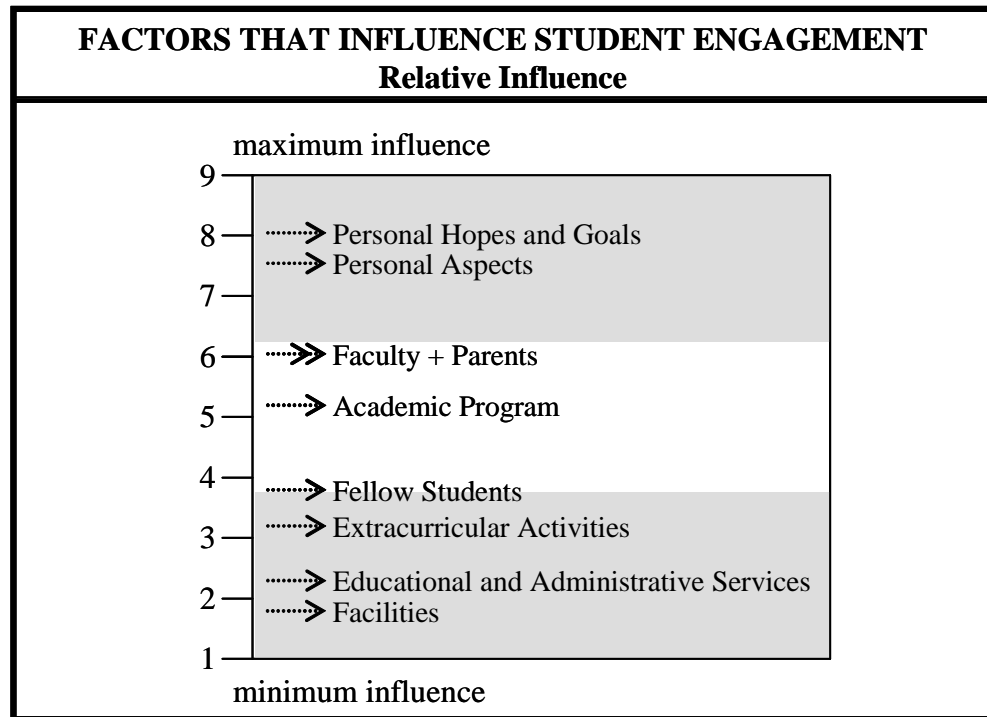 FACTORS THAT INFLUENCE STUDENT ENGAGEMENT
Relative Influence
maximum influence
9
8
Personal Hopes and Goals
Personal Aspects
7
6
Faculty + Parents
Academic Program
5
4
Fellow Students
Extracurricular Activities
3
Educational and Administrative Services
2
Facilities
1
minimum influence